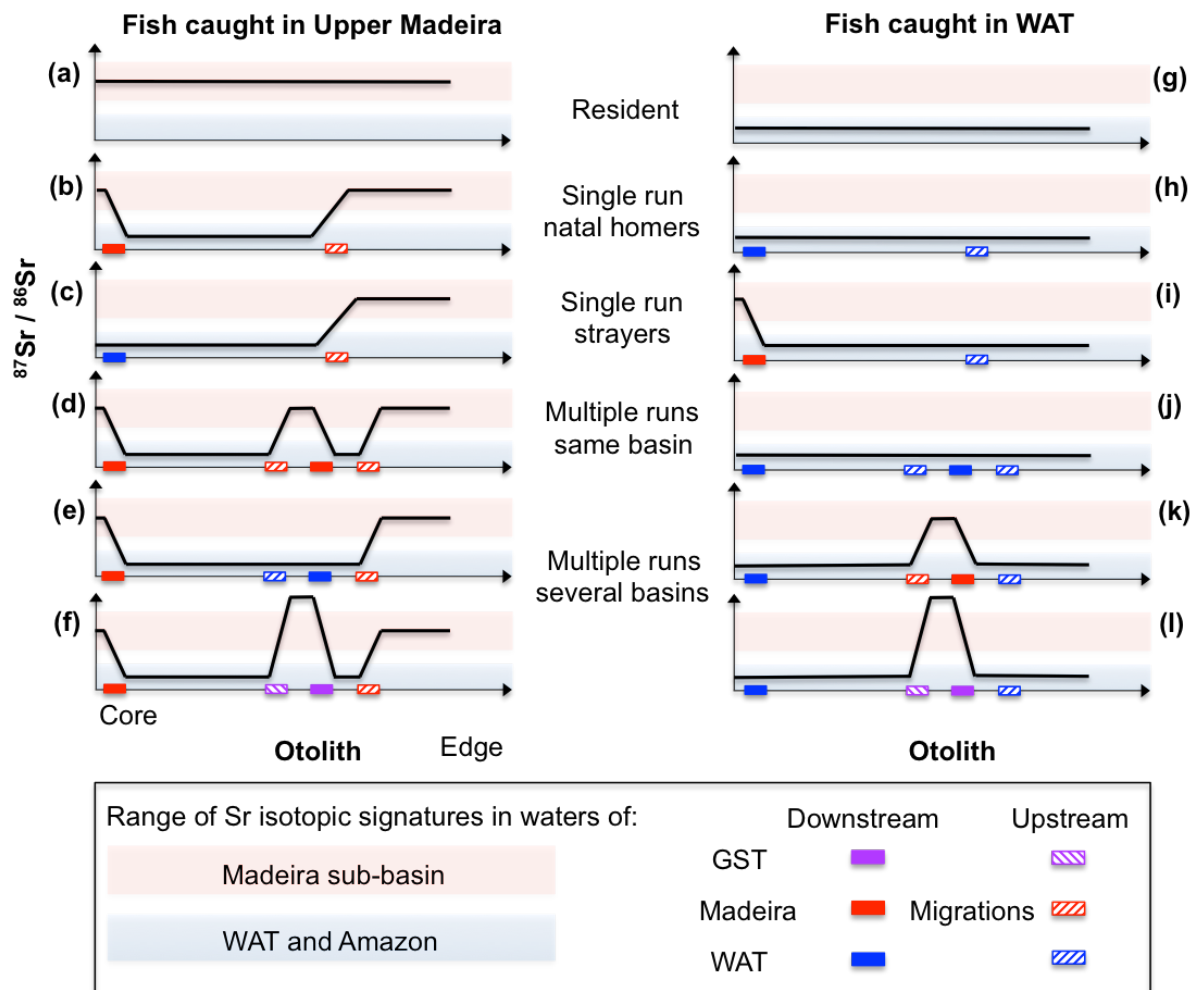 Fish caught in Upper Madeira
Fish caught in WAT
(a)
Resident
(g)
(b)
Single run
natal homers
(h)
(c)
Single run
strayers
(i)
(d)
Multiple runs
same basin
(j)
(e)
Multiple runs
several basins
(k)
(f)
(l)
87Sr / 86Sr
Core
Otolith
Edge
Otolith
Range of Sr isotopic signatures in waters of:
Madeira sub-basin
WAT and Amazon
Downstream
Upstream
GST
Madeira
Migrations
WAT